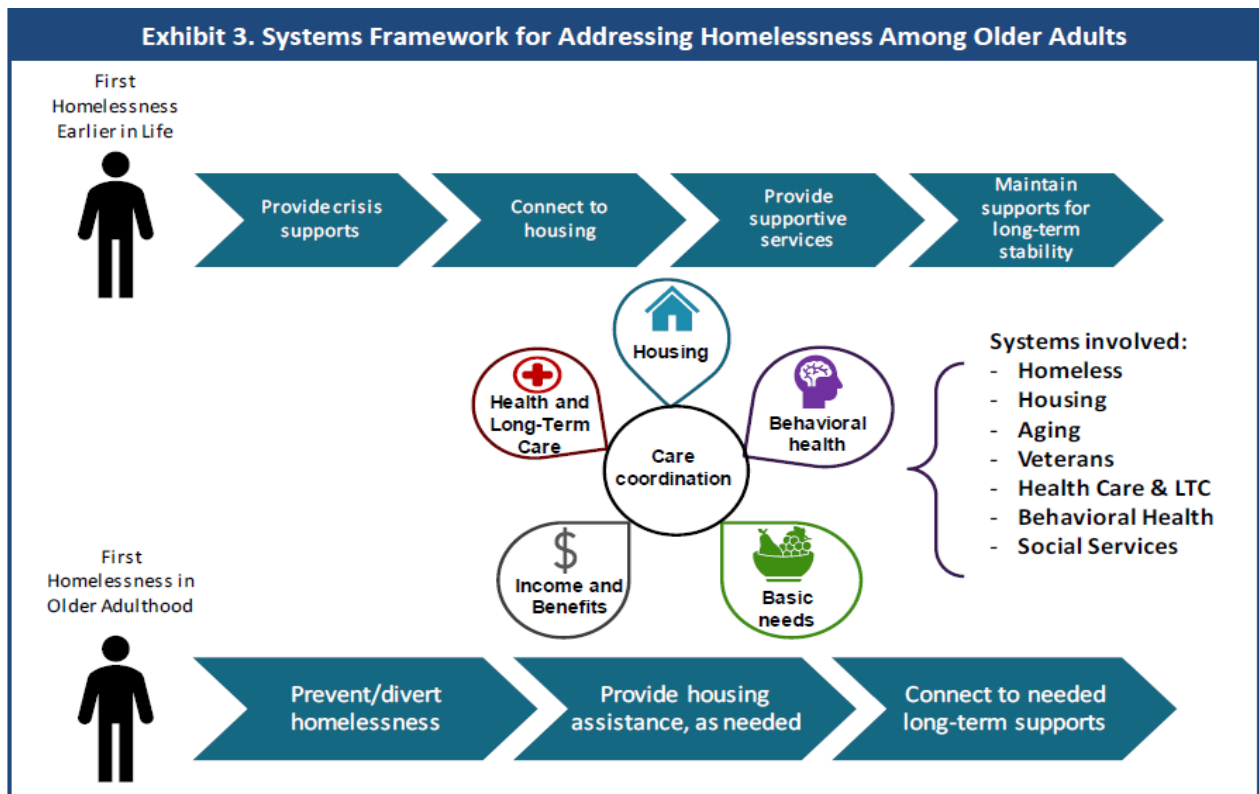 Exhibit 3. Systems Framework for Addressing Homelessness Among Older Adults
First
Homelessness
Earlier in Life
Provide crisis
supports
Connect to
housing
Provide
supportive
services
Maintain
supports for
long-term
stability
Housing
Health and
Long-Term
Care
Behavioral
health
Care
coordination
$
Income and
Benefits
Basic
needs
Systems involved:
- Homeless
- Housing
- Aging
- Veterans
- Health Care & LTC
- Behavioral Health
- Social Services
First
Homelessness in
Older Adulthood
Prevent/divert
homelessness
Provide housing
assistance, as needed
Connect to needed
long-term supports